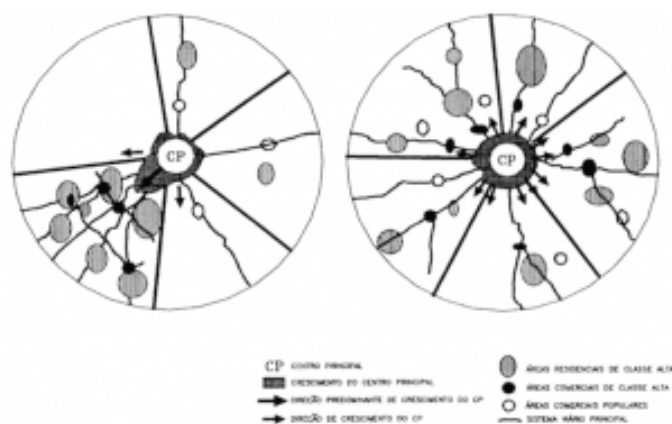 CP
CP
CP CENTRO PRINCIPAL
CRESCIMENTO DO CENTRO PRINCIPAL
DIREÇÃO PREDOMINANTE DE CRESCIMENTO DO CP
DIREÇÃO DE CRESCIMENTO DO CP
ÁREAS RESIDENCIAIS DE CLASSE ALTA
ÁREAS COMERCIAIS DE CLASSE ALTA
ÁREAS COMERCIAIS POPULARES
SISTEMA VIÁRIO PRINCIPAL